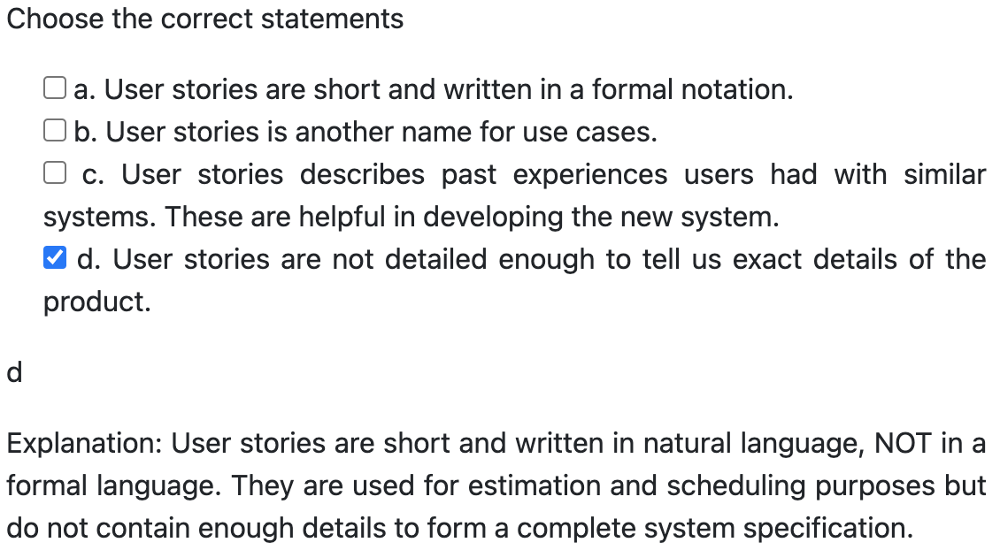 Choose the correct statements
a. User stories are short and written in a formal notation.
b. User stories is another name for use cases.
c. User stories describes past experiences users had with similar
systems. These are helpful in developing the new system.
d. User stories are not detailed enough to tell us exact details of the
product.
d
Explanation: User stories are short and written in natural language, NOT in a
formal language. They are used for estimation and scheduling purposes but
do not contain enough details to form a complete system specification.